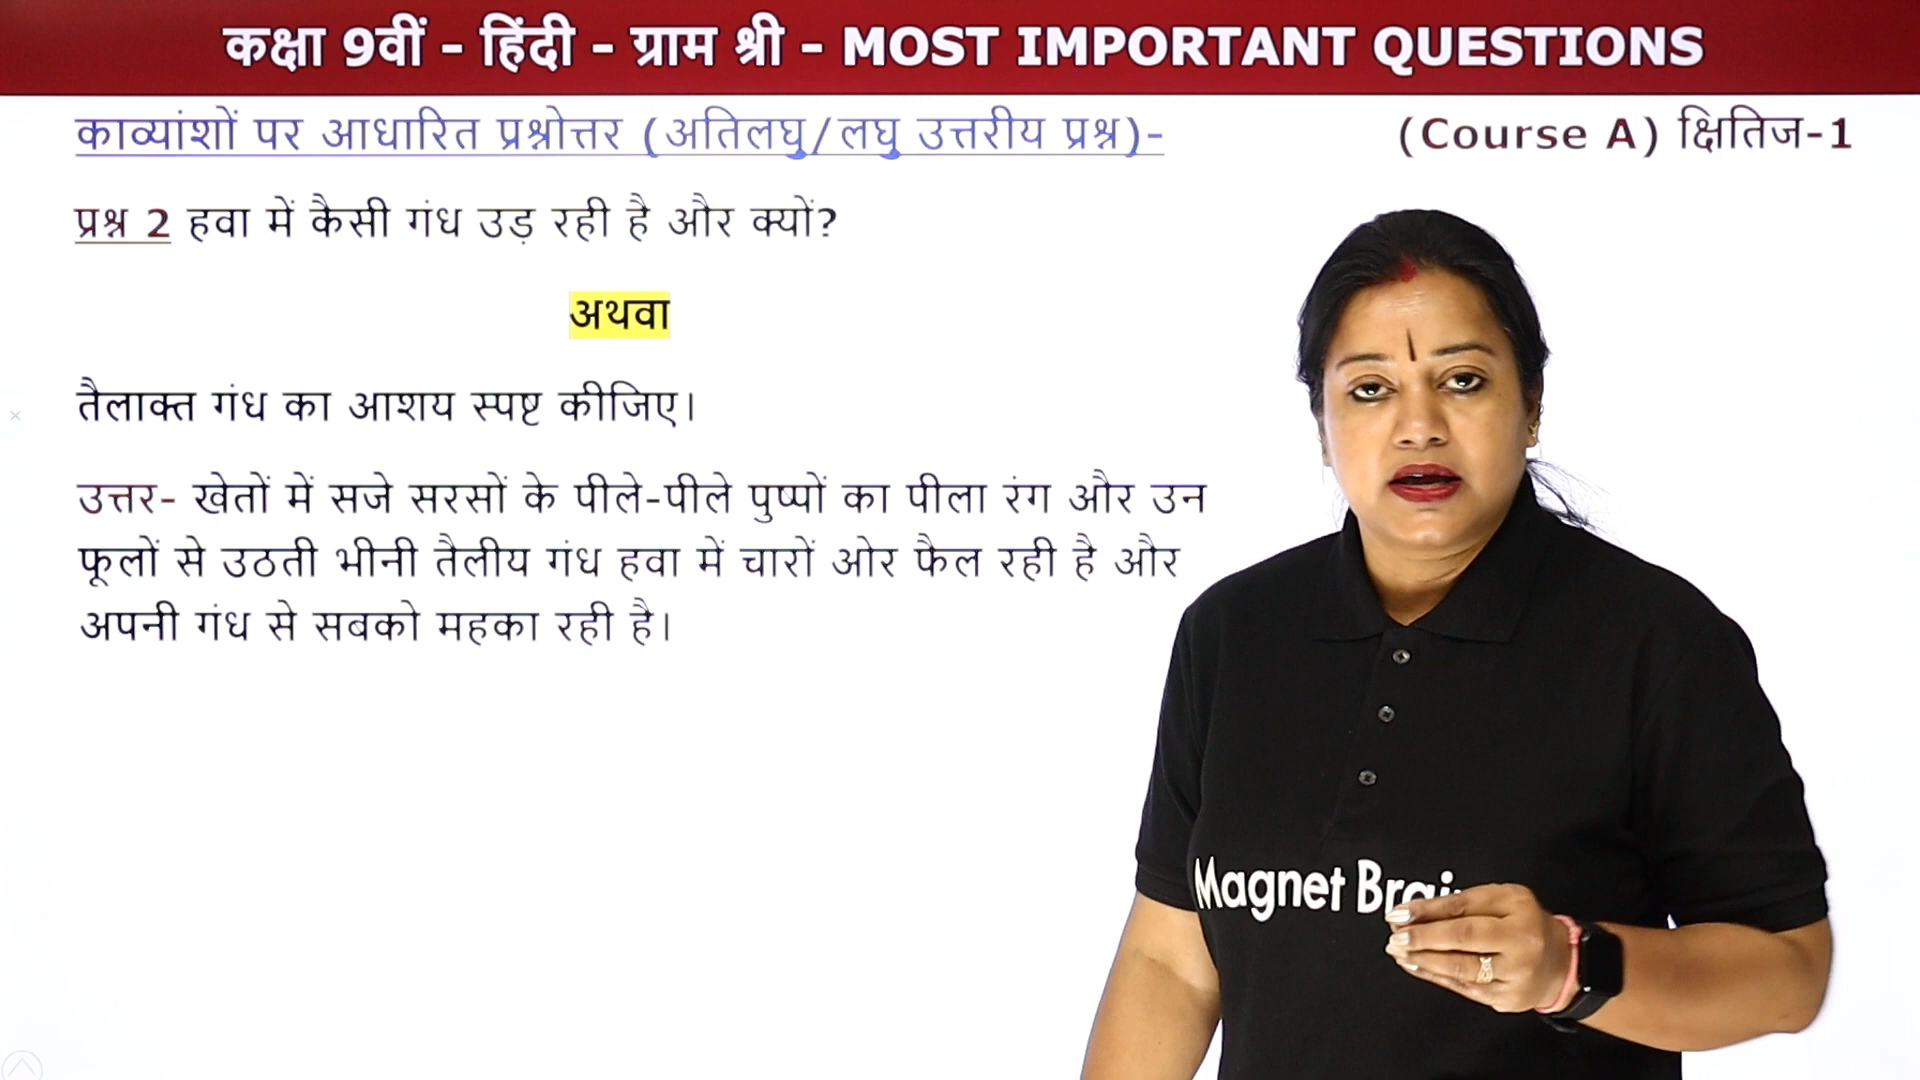 कक्षा 9वीं - हिंदी - ग्राम श्री - MOST IMPORTANT QUESTIONS
काव्यांशों पर आधारित प्रश्नोत्तर (अतिलघु/लघु उत्तरीय प्रश्न)-
(Course A) क्षितिज-1
प्रश्न 2 हवा में कैसी गंध उड़ रही है और क्यों?
अथवा
तैलाक्त गंध का आशय स्पष्ट कीजिए।
उत्तर- खेतों में सजे सरसों के पीले-पीले पुष्पों का पीला रंग और उन
फूलों से उठती भीनी तैलीय गंध हवा में चारों ओर फैल रही है और
अपनी गंध से सबको महका रही है।
Magnet Brai